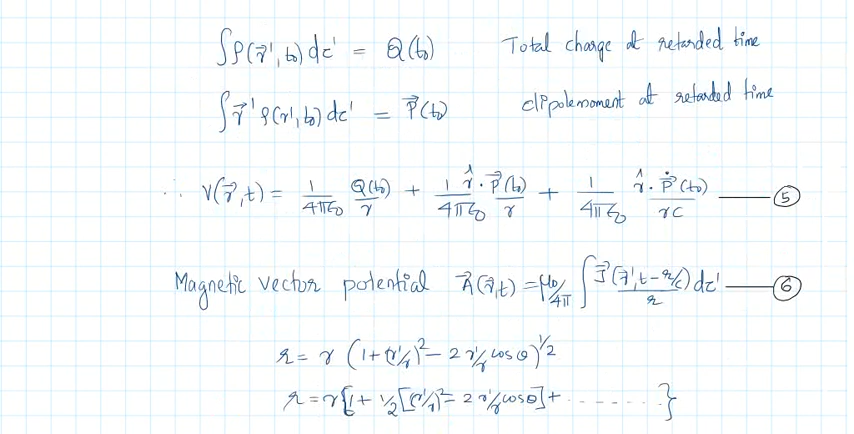 ∫ρ(r⃗', t₀) dτ' = Q(t₀) Total charge at retarded time
∫r⃗' ρ(r', t₀) dτ' = P⃗(t₀) dipolemoment at retarded time
∴ V(r⃗, t) = 1/4πε₀ Q(t₀)/r + 1/4πε₀ r̂ · P⃗(t₀)/r + 1/4πε₀ r̂ · Ṗ⃗(t₀)/rc —— ⑤
Magnetic vector potential A⃗(r⃗, t) = μ₀/4π ∫ J⃗(r⃗', t - 𝓇/c)/𝓇 dτ' —— ⑥
𝓇 = r (1 + (r'/r)² - 2 r'/r cosθ)^1/2
𝓇 = r{1 + 1/2[(r'/r)² - 2 r'/r cosθ] + ....... }